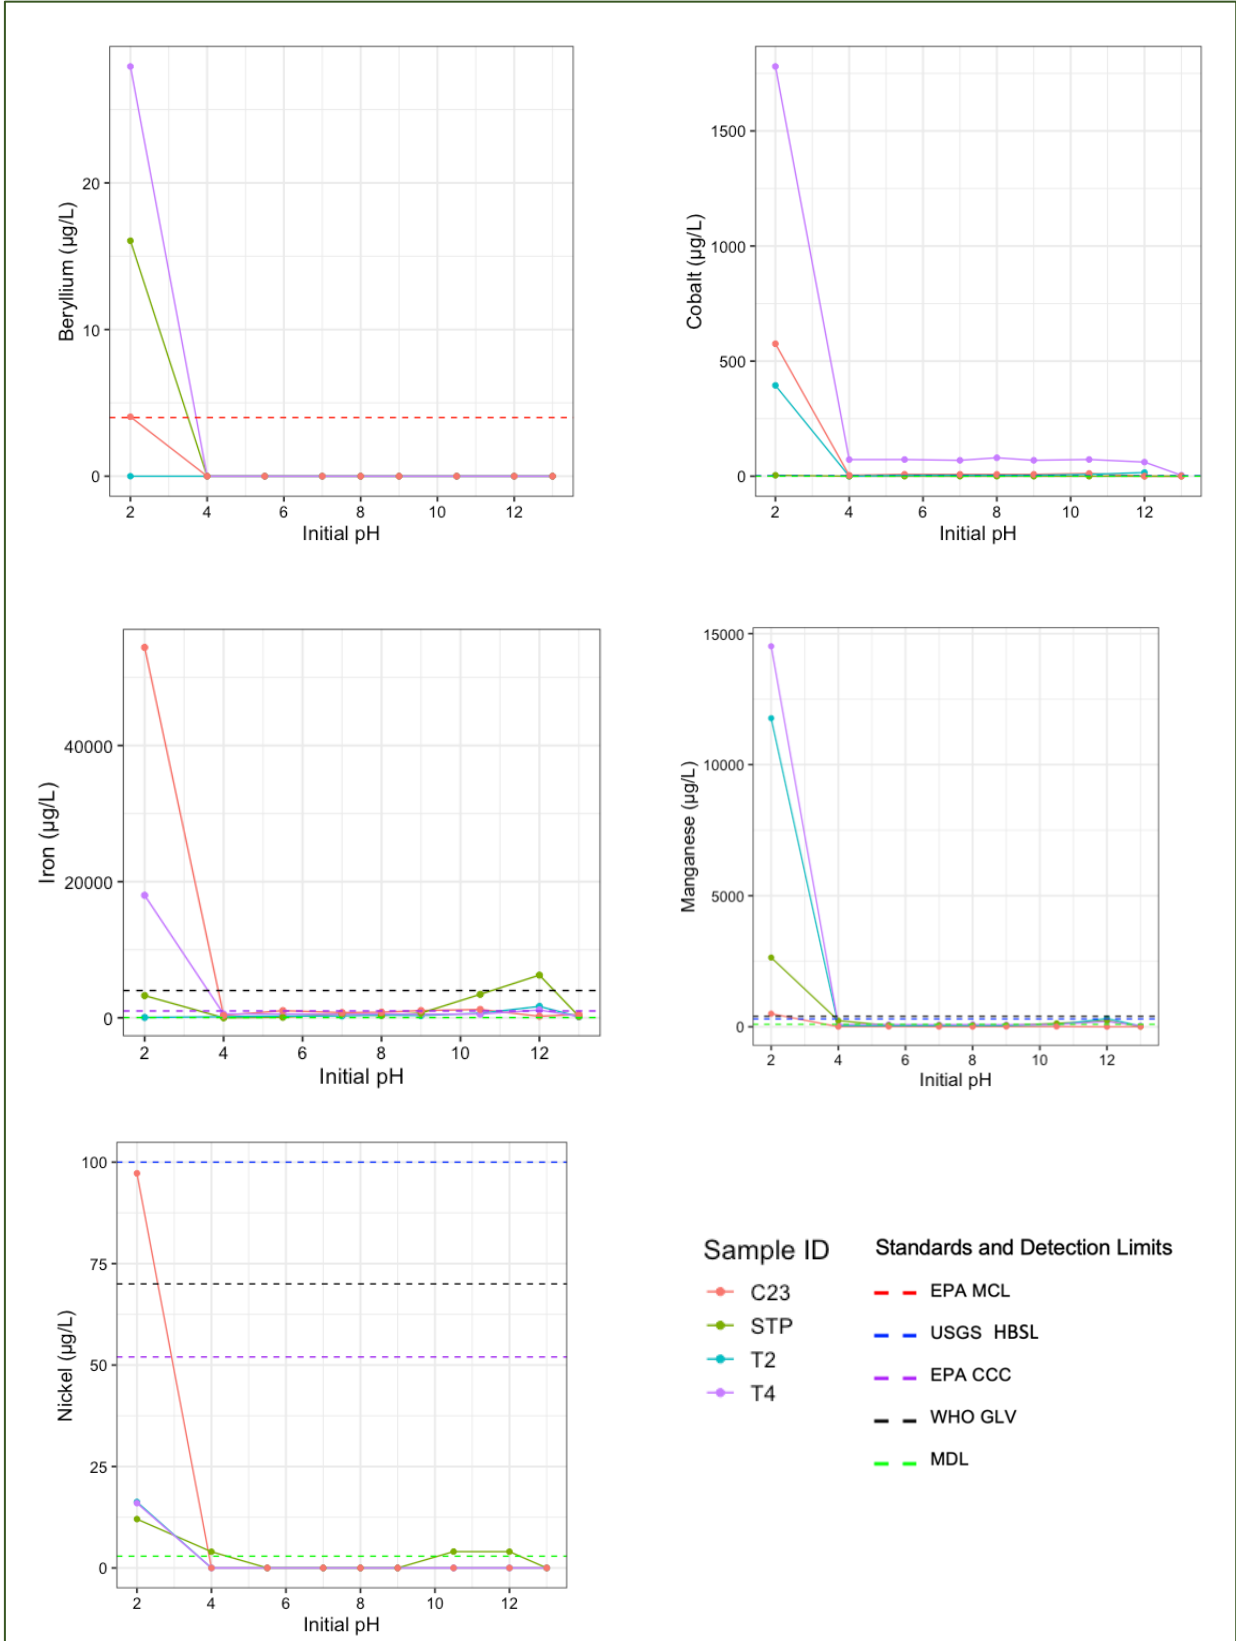 Beryllium (µg/L)
20
10
0
2 4 6 8 10 12
Initial pH
Cobalt (µg/L)
1500
1000
500
0
2 4 6 8 10 12
Initial pH
Iron (µg/L)
40000
20000
0
2 4 6 8 10 12
Initial pH
Manganese (µg/L)
15000
10000
5000
0
2 4 6 8 10 12
Initial pH
Nickel (µg/L)
100
75
50
25
0
2 4 6 8 10 12
Initial pH
Sample ID
C23
STP
T2
T4
Standards and Detection Limits
EPA MCL
USGS HBSL
EPA CCC
WHO GLV
MDL